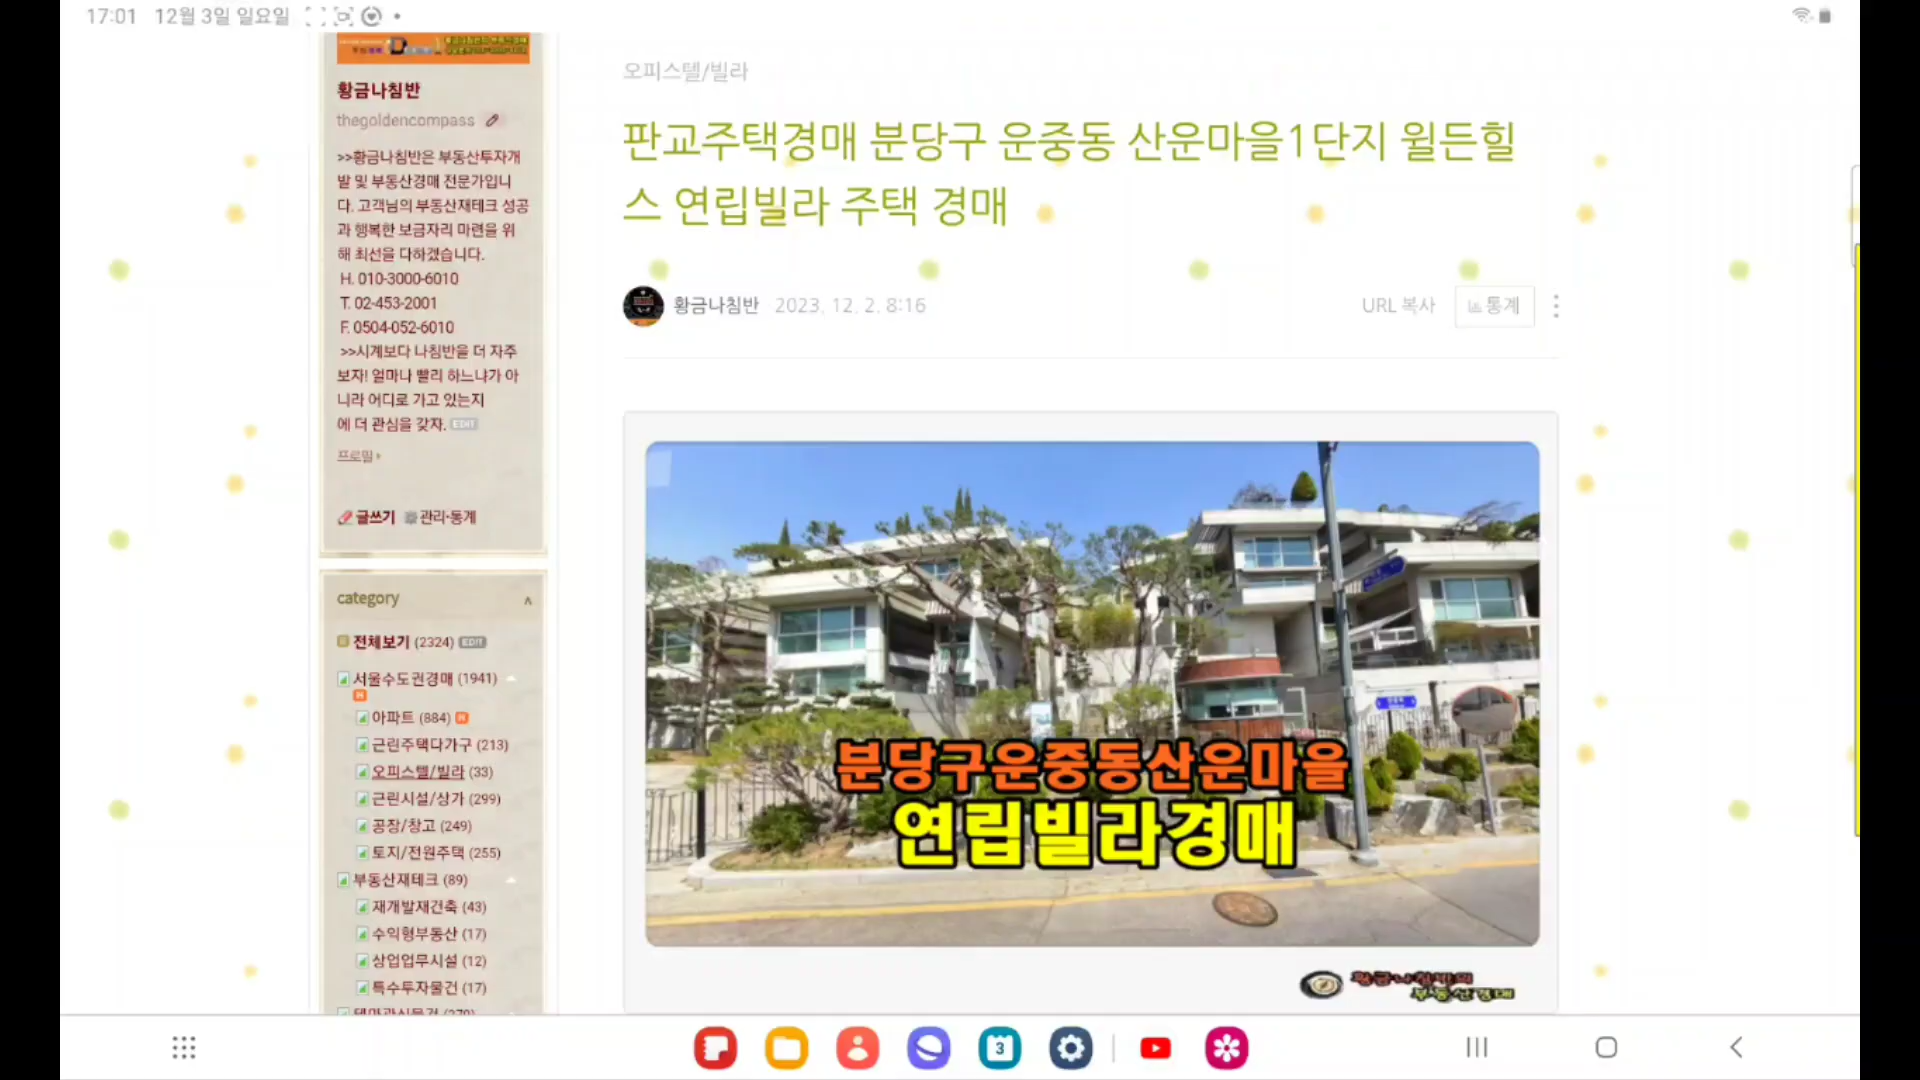 17:01 12월 3일 일요일
황금나침반
thegoldencompass
>>황금나침반은 부동산투자개
발 및 부동산경매 전문가입니
다. 고객님의 부동산재테크 성공
과 행복한 보금자리 마련을 위
해 최선을 다하겠습니다.
H. 010-3000-6010
T. 02-453-2001
F. 0504-052-6010
>>시계보다 나침반을 더 자주
보자! 얼마나 빨리 하느냐가 아
니라 어디로 가고 있는지
에 더 관심을 갖자. EDIT
프로필
글쓰기 관리·통계
category
전체보기 (2324) EDIT
서울수도권경매 (1941)
N
아파트 (884) N
근린주택다가구 (213)
오피스텔/빌라 (33)
근린시설/상가 (299)
공장/창고 (249)
토지/전원주택 (255)
부동산재테크 (89)
재개발재건축 (43)
수익형부동산 (17)
상업업무시설 (12)
특수투자물건 (17)
오피스텔/빌라
판교주택경매 분당구 운중동 산운마을1단지 윌든힐
스 연립빌라 주택 경매
황금나침반 2023. 12. 2. 8:16
URL 복사 통계
분당구운중동산운마을
연립빌라경매
황금나침반의
부동산경매
3